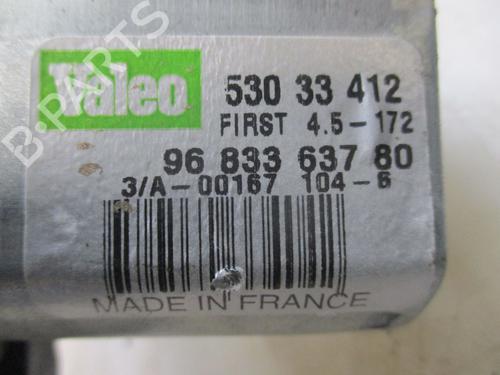 Valeo
530 33 412
FIRST 4.5-172
96 833 637 80
3/A-00167 104-6
MADE IN FRANCE
B-PARTS